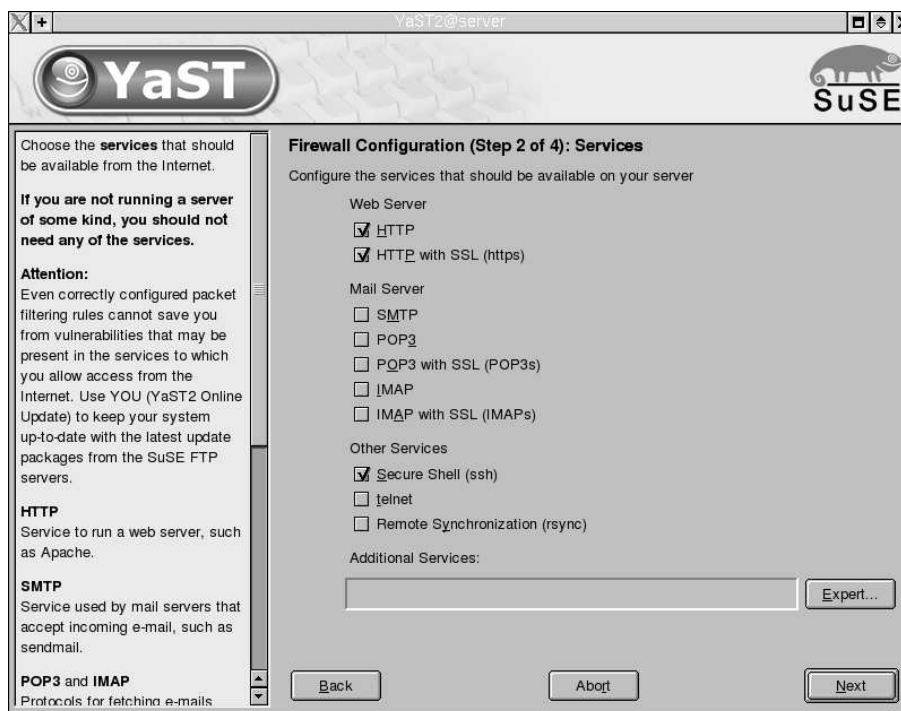 YaST2@server
YaST
SuSE
Choose the services that should
be available from the Internet.
If you are not running a server
of some kind, you should not
need any of the services.
Attention:
Even correctly configured packet
filtering rules cannot save you
from vulnerabilities that may be
present in the services to which
you allow access from the
Internet. Use YOU (YaST2 Online
Update) to keep your system
up-to-date with the latest update
packages from the SuSE FTP
servers.
HTTP
Service to run a web server, such
as Apache.
SMTP
Service used by mail servers that
accept incoming e-mail, such as
sendmail.
POP3 and IMAP
Protocols for fetching e-mails
Firewall Configuration (Step 2 of 4): Services
Configure the services that should be available on your server
Web Server
HTTP
HTTP with SSL (https)
Mail Server
SMTP
POP3
POP3 with SSL (POP3s)
IMAP
IMAP with SSL (IMAPs)
Other Services
Secure Shell (ssh)
telnet
Remote Synchronization (rsync)
Additional Services:
Expert...
Back
Abort
Next